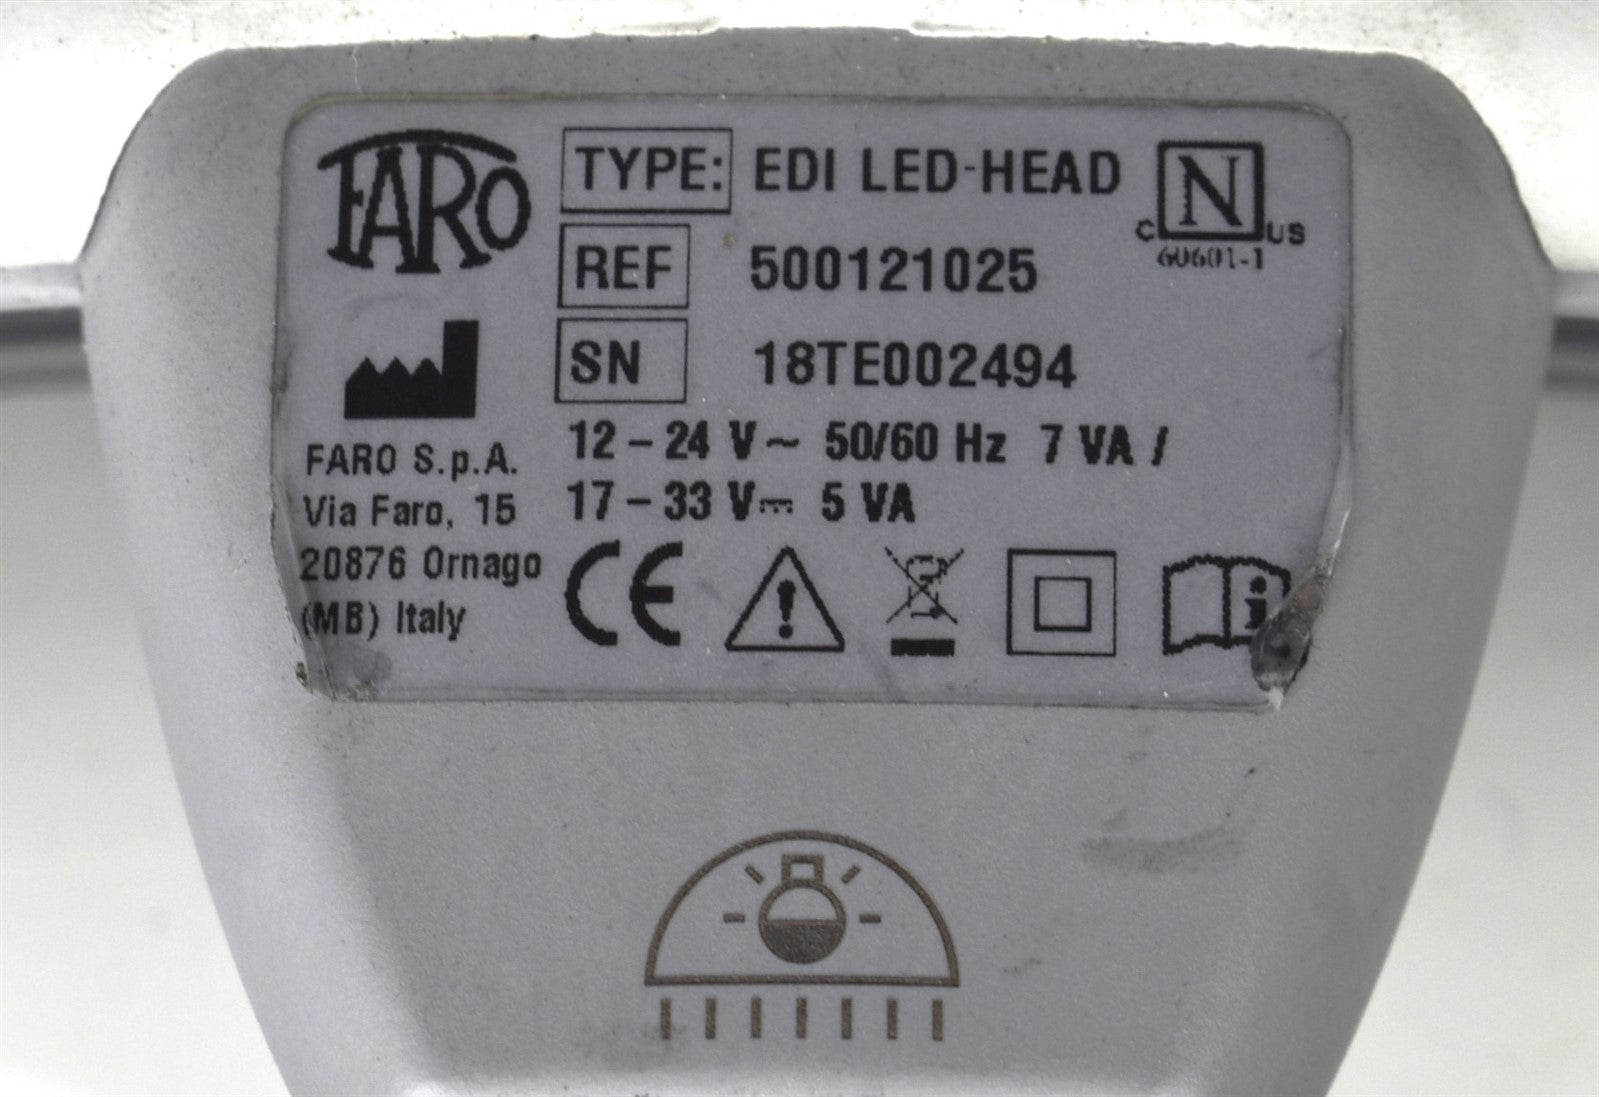 FARO
TYPE: EDI LED-HEAD
N
C US
60601-1
REF 500121025
SN 18TE002494
12 – 24 V ~ 50/60 Hz 7 VA /
17 – 33 V⎓ 5 VA
FARO S.p.A.
Via Faro, 15
20876 Ornago
(MB) Italy
CE
!
i